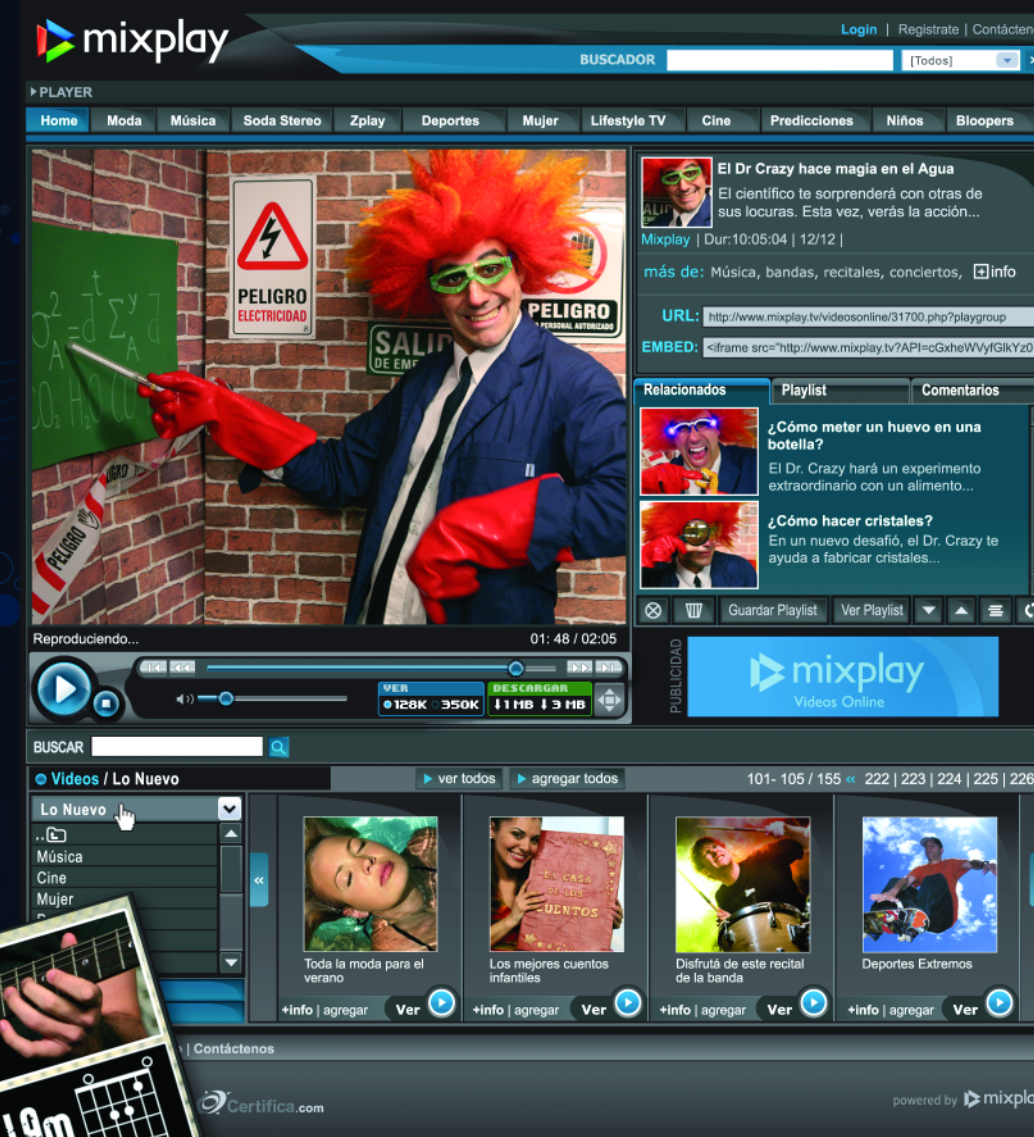 mixplay
Login | Registrate |
BUSCADOR
[Todos]
PLAYER
Home Moda Música Soda Stereo Zplay Deportes Mujer Lifestyle TV Cine Predicciones Niños Bloopers
PELIGRO
ELECTRICIDAD
PELIGRO
PERSONAL AUTORIZADO
PELIGRO
El Dr Crazy hace magia en el Agua
El científico te sorprenderá con otras de
sus locuras. Esta vez, verás la acción...
Mixplay | Dur:10:05:04 | 12/12 |
más de: Música, bandas, recitales, conciertos, +info
URL: http://www.mixplay.tv/videosonline/31700.php?playgroup
EMBED: <iframe src="http://www.mixplay.tv?API=cGxheWVyfGlkYz0
Relacionados Playlist Comentarios
¿Cómo meter un huevo en una
botella?
El Dr. Crazy hará un experimento
extraordinario con un alimento...
¿Cómo hacer cristales?
En un nuevo desafió, el Dr. Crazy te
ayuda a fabricar cristales...
Guardar Playlist Ver Playlist
Reproduciendo... 01: 48 / 02:05
VER
128K 350K
DESCARGAR
1 MB 3 MB
PUBLICIDAD
mixplay
Videos Online
BUSCAR
Videos / Lo Nuevo
ver todos agregar todos
101- 105 / 155 « 222 | 223 | 224 | 225 | 226
Lo Nuevo
..
Música
Cine
Mujer
«
LA CASA
DE LOS
CUENTOS
Toda la moda para el
verano
+info | agregar Ver
Los mejores cuentos
infantiles
+info | agregar Ver
Disfrutá de este recital
de la banda
+info | agregar Ver
Deportes Extremos
+info | agregar Ver
| Contáctenos
Certifica.com
powered by